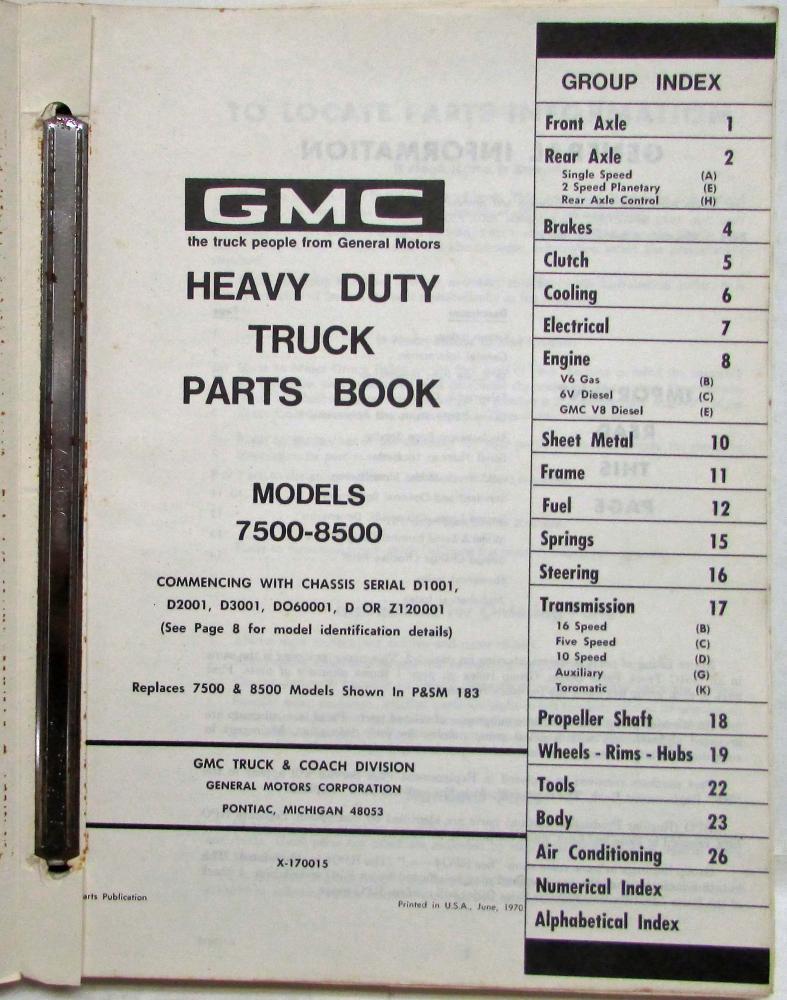 GMC
the truck people from General Motors
HEAVY DUTY
TRUCK
PARTS BOOK
MODELS
7500-8500
COMMENCING WITH CHASSIS SERIAL D1001,
D2001, D3001, DO60001, D OR Z120001
(See Page 8 for model identification details)
Replaces 7500 & 8500 Models Shown In P&SM 183
GMC TRUCK & COACH DIVISION
GENERAL MOTORS CORPORATION
PONTIAC, MICHIGAN 48053
X-170015
arts Publication
Printed in U.S.A., June, 1970
GROUP INDEX
Front Axle 1
Rear Axle 2
Single Speed (A)
2 Speed Planetary (E)
Rear Axle Control (H)
Brakes 4
Clutch 5
Cooling 6
Electrical 7
Engine 8
V6 Gas (B)
6V Diesel (C)
GMC V8 Diesel (E)
Sheet Metal 10
Frame 11
Fuel 12
Springs 15
Steering 16
Transmission 17
16 Speed (B)
Five Speed (C)
10 Speed (D)
Auxiliary (G)
Toromatic (K)
Propeller Shaft 18
Wheels - Rims - Hubs 19
Tools 22
Body 23
Air Conditioning 26
Numerical Index
Alphabetical Index